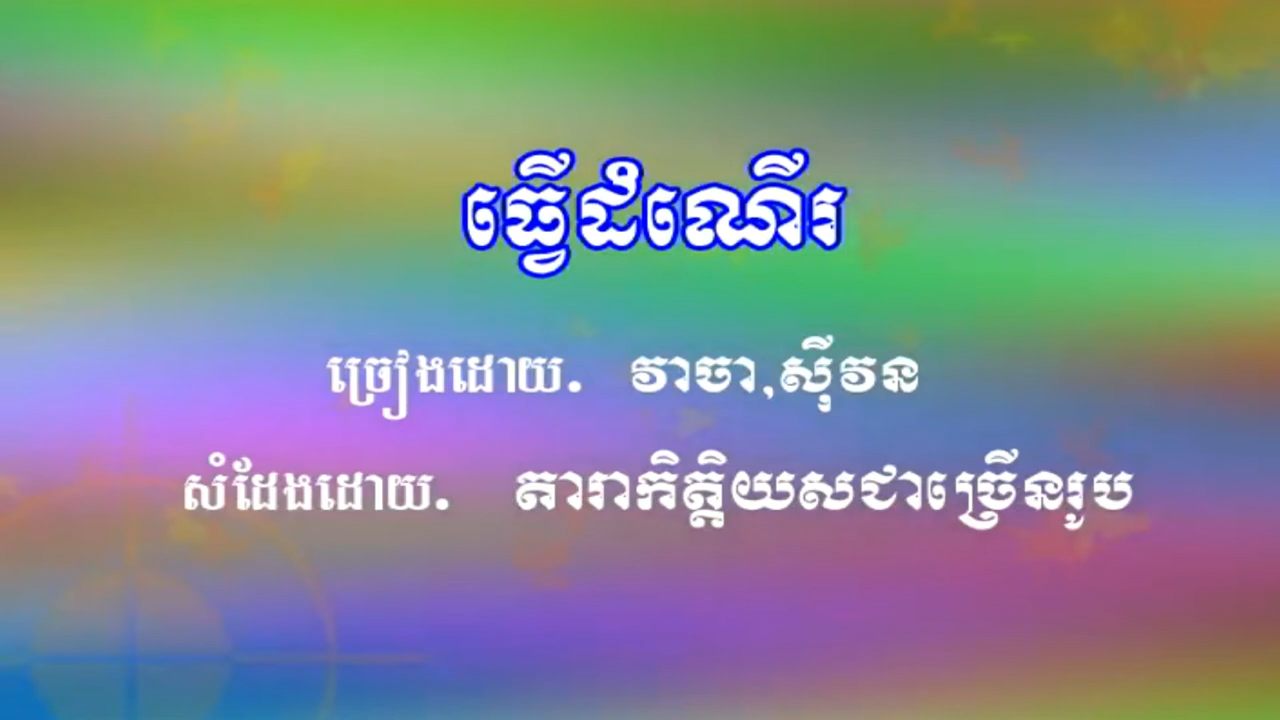 ធ្វើដំណើរ
ច្រៀងដោយ. វាចា,ស៊ីវន
សំដែងដោយ. តារាកិត្តិយសជាច្រើនរូប